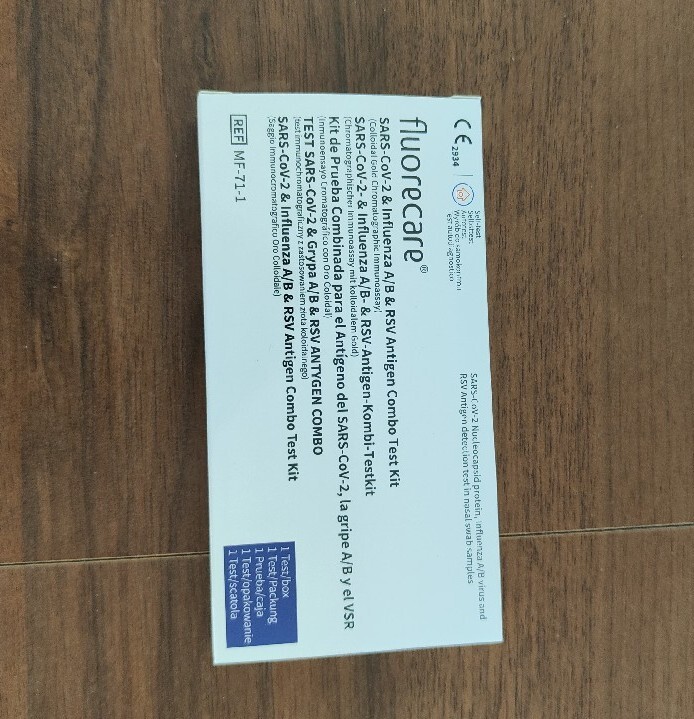 CE 2934
Self-test
Selbsttest
Autotest
Wyrób do samokontroli
Test autodiagnostico
SARS-CoV-2 Nucleocapsid protein, Influenza A/B virus and
RSV Antigen detection test in nasal swab samples
fluorecare®
SARS-CoV-2 & Influenza A/B & RSV Antigen Combo Test Kit
(Colloidal Gold Chromatographic Immunoassay)
SARS-CoV-2- & Influenza A/B- & RSV-Antigen-Kombi-Testkit
(Chromatographischer Immunoassay mit kolloidalem Gold)
Kit de Prueba Combinada para el Antígeno del SARS-CoV-2, la gripe A/B y el VSR
(Inmunoensayo Cromatográfico con Oro Coloidal)
TEST SARS-CoV-2 & Grypa A/B & RSV ANTYGEN COMBO
(test immunochromatograficzny z zastosowaniem złota koloidalnego)
SARS-CoV-2 & Influenza A/B & RSV Antigen Combo Test Kit
(Saggio Immunocromatografico Oro Colloidale)
REF MF-71-1
1 Test/box
1 Test/Packung
1 Prueba/caja
1 Test/opakowanie
1 Test/scatola